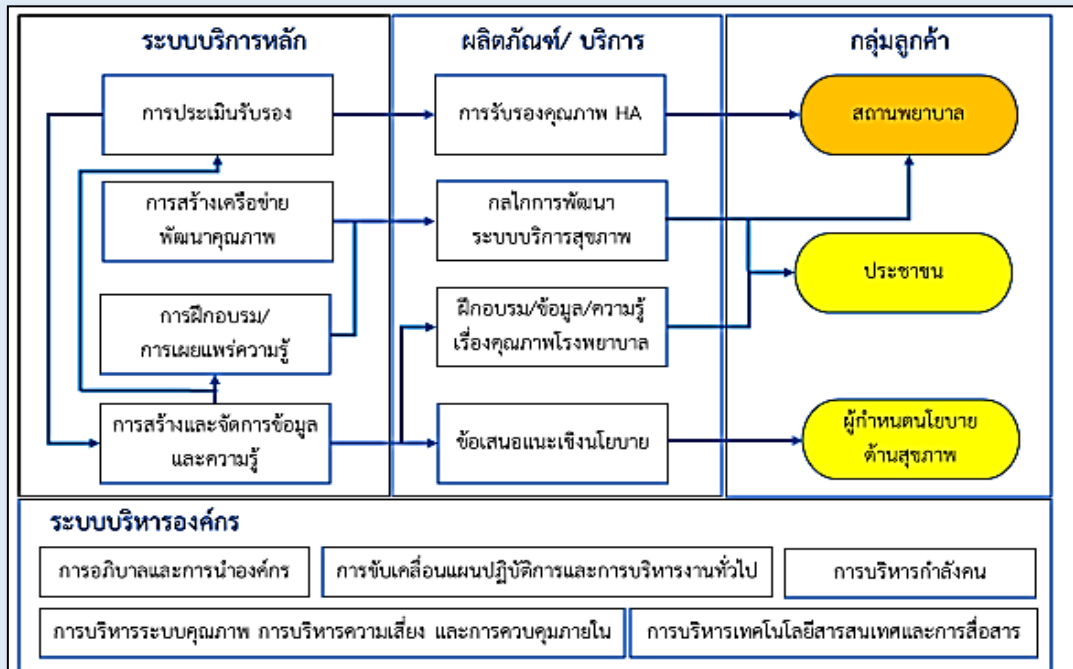 ระบบบริการหลัก
ผลิตภัณฑ์/ บริการ
กลุ่มลูกค้า
การประเมินรับรอง
การรับรองคุณภาพ HA
สถานพยาบาล
การสร้างเครือข่าย
พัฒนาคุณภาพ
กลไกการพัฒนา
ระบบบริการสุขภาพ
ประชาชน
การฝึกอบรม/
การเผยแพร่ความรู้
ฝึกอบรม/ข้อมูล/ความรู้
เรื่องคุณภาพโรงพยาบาล
การสร้างและจัดการข้อมูล
และความรู้
ข้อเสนอแนะเชิงนโยบาย
ผู้กำหนดนโยบาย
ด้านสุขภาพ
ระบบบริหารองค์กร
การอภิบาลและการนำองค์กร
การขับเคลื่อนแผนปฏิบัติการและการบริหารงานทั่วไป
การบริหารกำลังคน
การบริหารระบบคุณภาพ การบริหารความเสี่ยง และการควบคุมภายใน
การบริหารเทคโนโลยีสารสนเทศและการสื่อสาร